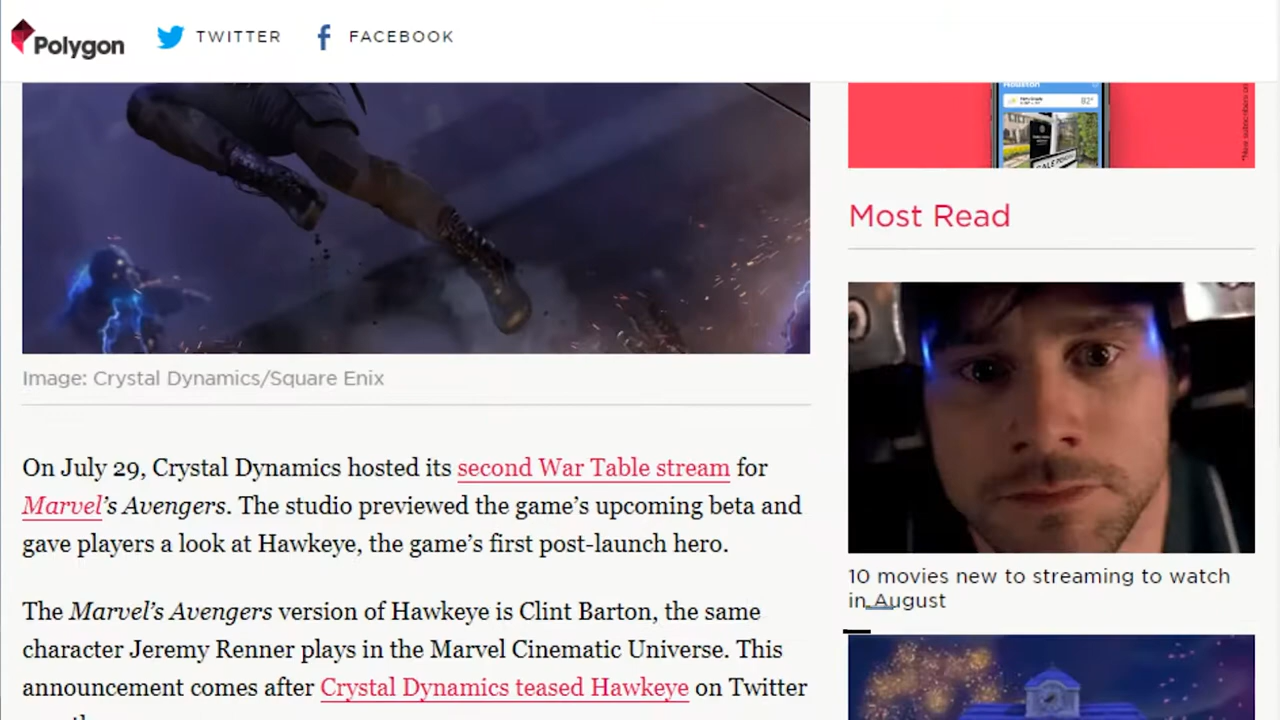 Polygon
TWITTER
FACEBOOK
Houston
82°
Image: Crystal Dynamics/Square Enix
On July 29, Crystal Dynamics hosted its second War Table stream for
Marvel's Avengers. The studio previewed the game's upcoming beta and
gave players a look at Hawkeye, the game's first post-launch hero.
The Marvel's Avengers version of Hawkeye is Clint Barton, the same
character Jeremy Renner plays in the Marvel Cinematic Universe. This
announcement comes after Crystal Dynamics teased Hawkeye on Twitter
Most Read
10 movies new to streaming to watch
in August